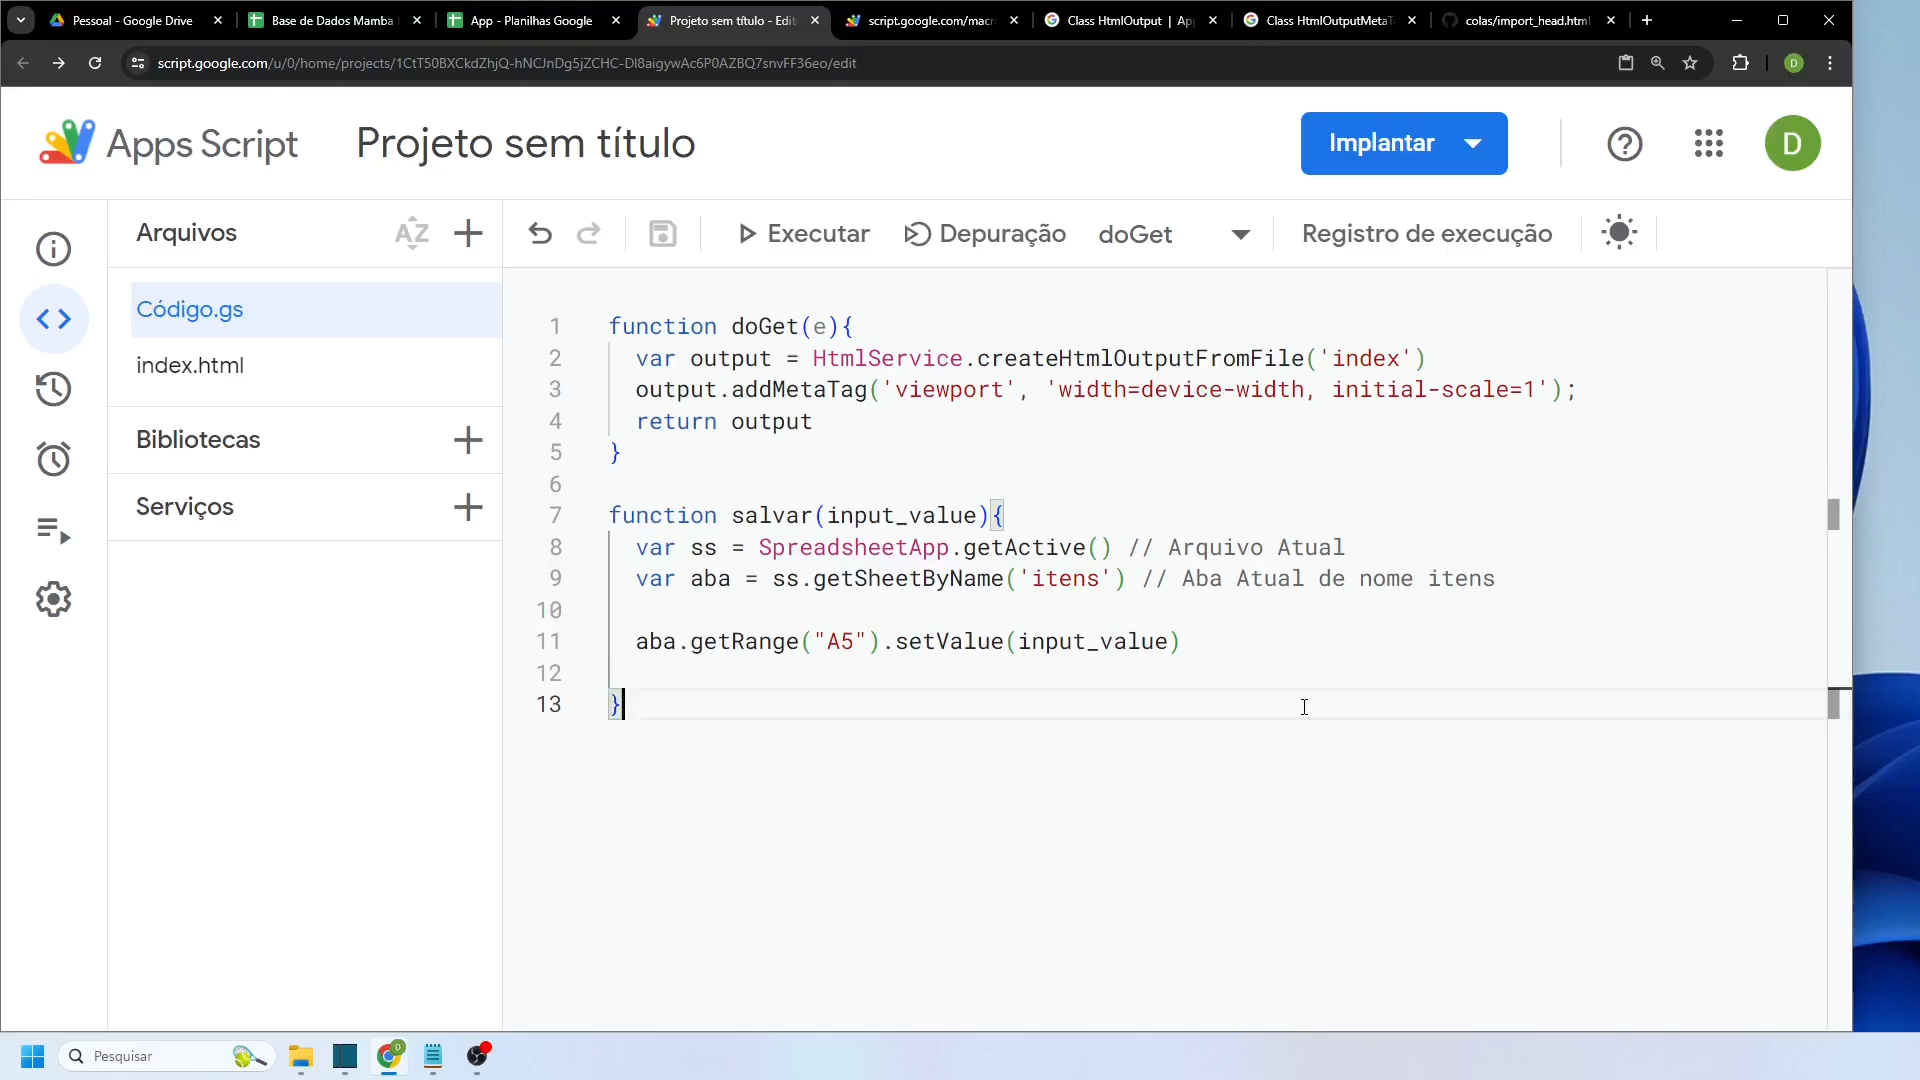 Pessoal - Google Drive
Base de Dados Mamba
App - Planilhas Google
Projeto sem título - Edit
script.google.com/macr
Class HtmlOutput | Ap
Class HtmlOutputMetaT
colas/import_head.html
script.google.com/u/0/home/projects/1CtT50BXCkdZhjQ-hNCJnDg5jZCHC-Dl8aigywAc6P0AZBQ7snvFF36eo/edit
D
Apps Script
Projeto sem título
Implantar
D
Arquivos
AZ
Executar
Depuração
doGet
Registro de execução
Código.gs
index.html
Bibliotecas
Serviços
1 function doGet(e){
2 var output = HtmlService.createHtmlOutputFromFile('index')
3 output.addMetaTag('viewport', 'width=device-width, initial-scale=1');
4 return output
5 }
6
7 function salvar(input_value){
8 var ss = SpreadsheetApp.getActive() // Arquivo Atual
9 var aba = ss.getSheetByName('itens') // Aba Atual de nome itens
10
11 aba.getRange("A5").setValue(input_value)
12
13 }
Pesquisar
D